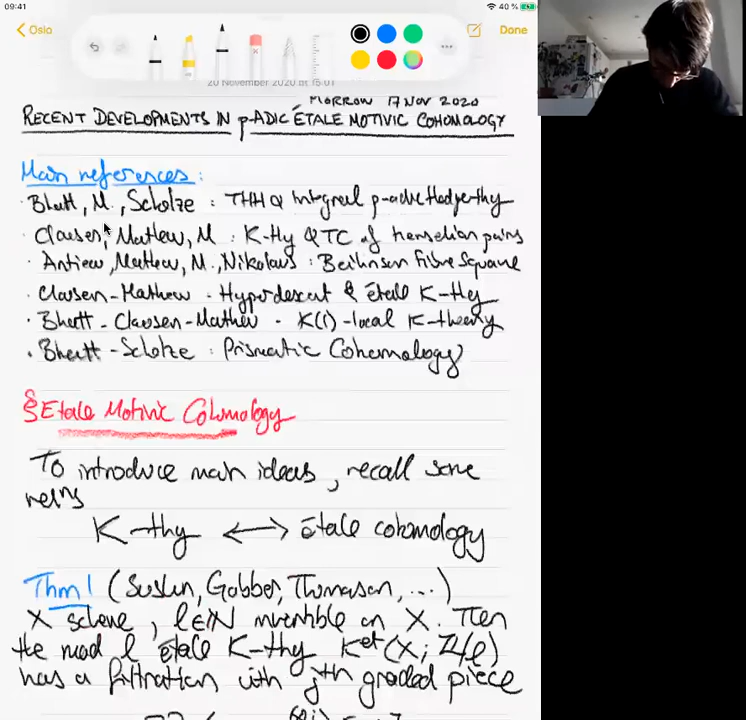 09:41
40 %
Oslo
Done
20 November 2020 at 15:01
MORROW 17 NOV 2020
RECENT DEVELOPMENTS IN p-ADIC ÉTALE MOTIVIC COHOMOLOGY
Main references:
· Bhatt, M., Scholze : THH & Integral p-adic Hodge thy
· Clausen, Mathew, M : K-thy & TC of henselian pairs
· Antieau, Mathew, M., Nikolaus : Beilinson Fibre Square
· Clausen-Mathew : Hyperdescent & étale K-thy
· Bhatt-Clausen-Mathew - K(1)-local K-theory
· Bhatt-Scholze : Prismatic Cohomology
§ Étale Motivic Cohomology
To introduce main ideas, recall some
relns
K-thy ⟷ étale cohomology
Thm 1 (Suslin, Gabber, Thomason, ...)
X scheme, l∈N invertible on X. Then
the mod l étale K-thy K^ét(X; Z/l)
has a filtration with jth graded piece